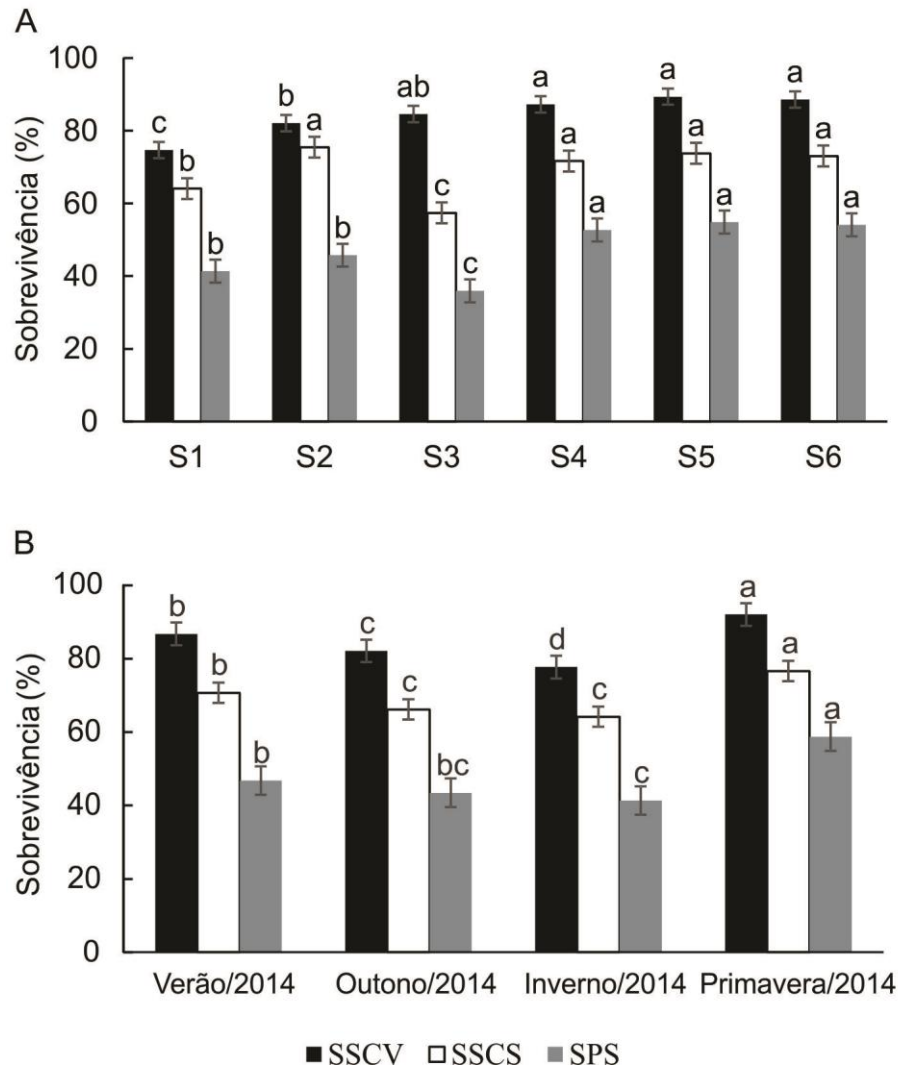 A
Sobrevivência (%)
100
80
60
40
20
0
c b b
b a b
ab c c
a a a
a a a
a a a
S1 S2 S3 S4 S5 S6
B
Sobrevivência (%)
100
80
60
40
20
0
b b b
c c bc
d c c
a a a
Verão/2014 Outono/2014 Inverno/2014 Primavera/2014
SSCV SSCS SPS